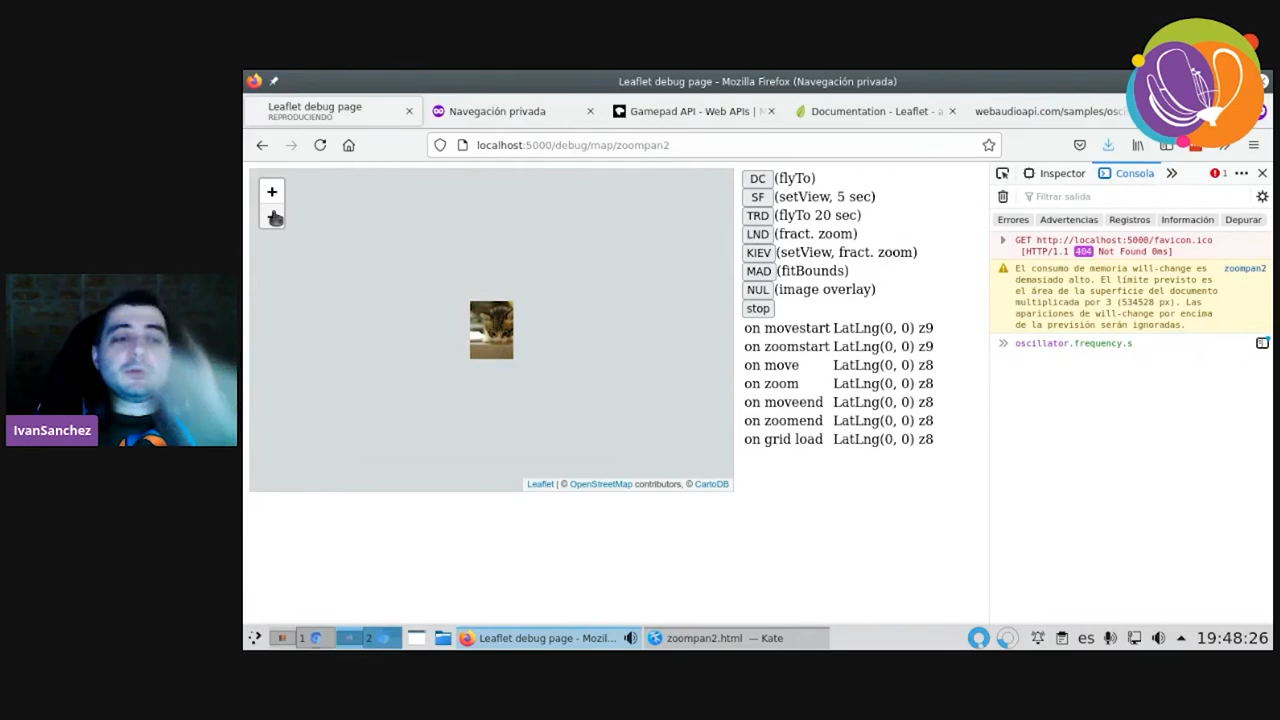 Leaflet debug page - Mozilla Firefox (Navegación privada)
Leaflet debug page
REPRODUCIENDO
Navegación privada
Gamepad API - Web APIs |
Documentation - Leaflet - a
webaudioapi.com/samples/osc
localhost:5000/debug/map/zoompan2
Inspector
Consola
1
Filtrar salida
Errores
Advertencias
Registros
Información
Depurar
+
DC (flyTo)
SF (setView, 5 sec)
TRD (flyTo 20 sec)
LND (fract. zoom)
KIEV (setView, fract. zoom)
MAD (fitBounds)
NUL (image overlay)
stop
on movestart LatLng(0, 0) z9
on zoomstart LatLng(0, 0) z9
on move LatLng(0, 0) z8
on zoom LatLng(0, 0) z8
on moveend LatLng(0, 0) z8
on zoomend LatLng(0, 0) z8
on grid load LatLng(0, 0) z8
GET http://localhost:5000/favicon.ico
[HTTP/1.1 404 Not Found 0ms]
El consumo de memoria will-change es zoompan2
demasiado alto. El límite previsto es
el área de la superficie del documento
multiplicada por 3 (534528 px). Las
apariciones de will-change por encima
de la previsión serán ignoradas.
oscillator.frequency.s
IvanSanchez
Leaflet | © OpenStreetMap contributors, © CartoDB
1
2
Leaflet debug page - Mozil...
zoompan2.html — Kate
es
19:48:26